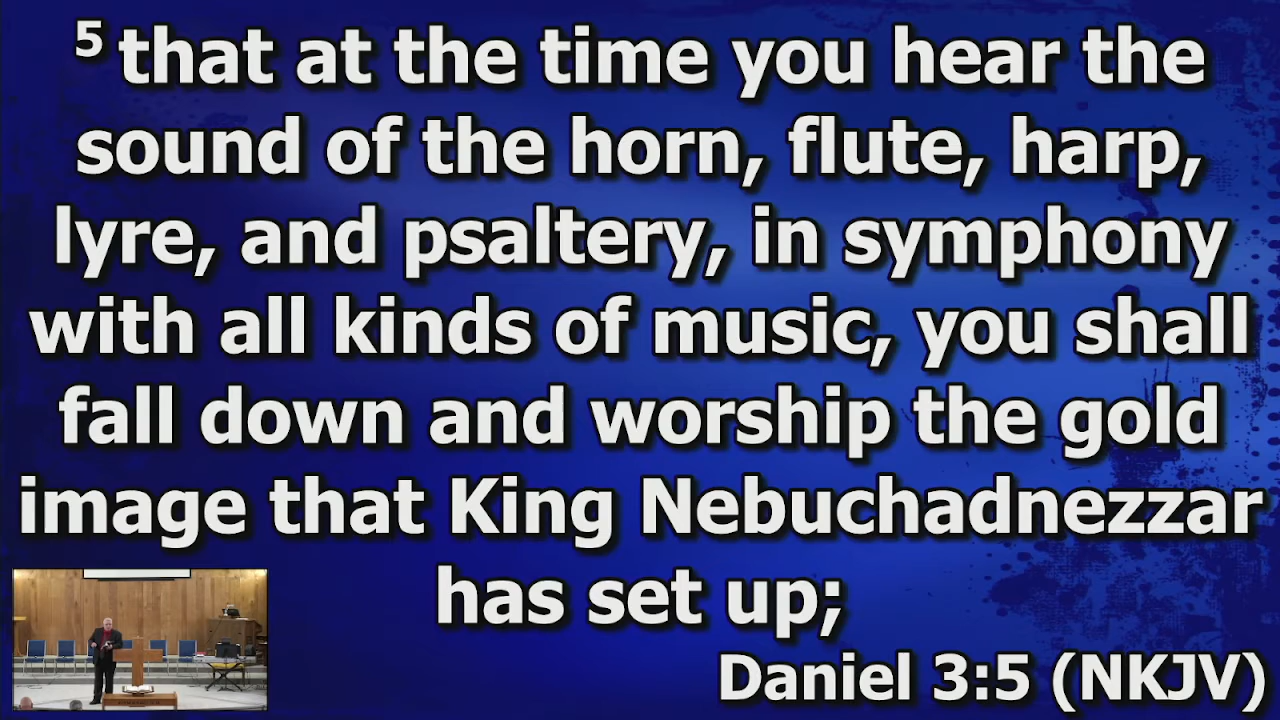 5 that at the time you hear the
sound of the horn, flute, harp,
lyre, and psaltery, in symphony
with all kinds of music, you shall
fall down and worship the gold
image that King Nebuchadnezzar
has set up;
Daniel 3:5 (NKJV)